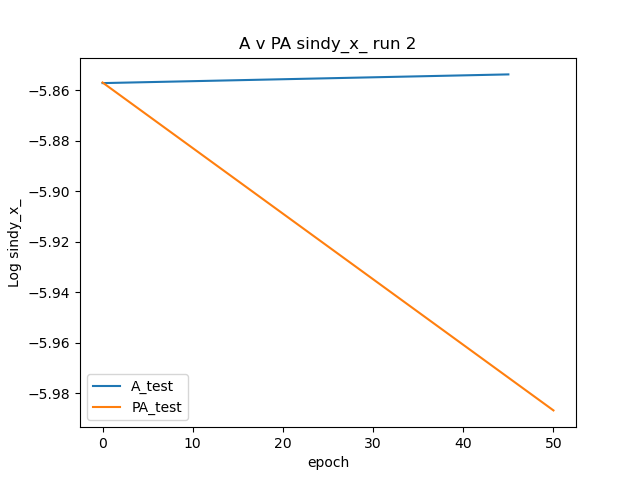 A v PA sindy_x_ run 2
Log sindy_x_
−5.86
−5.88
−5.90
−5.92
−5.94
−5.96
−5.98
A_test
PA_test
0 10 20 30 40 50
epoch